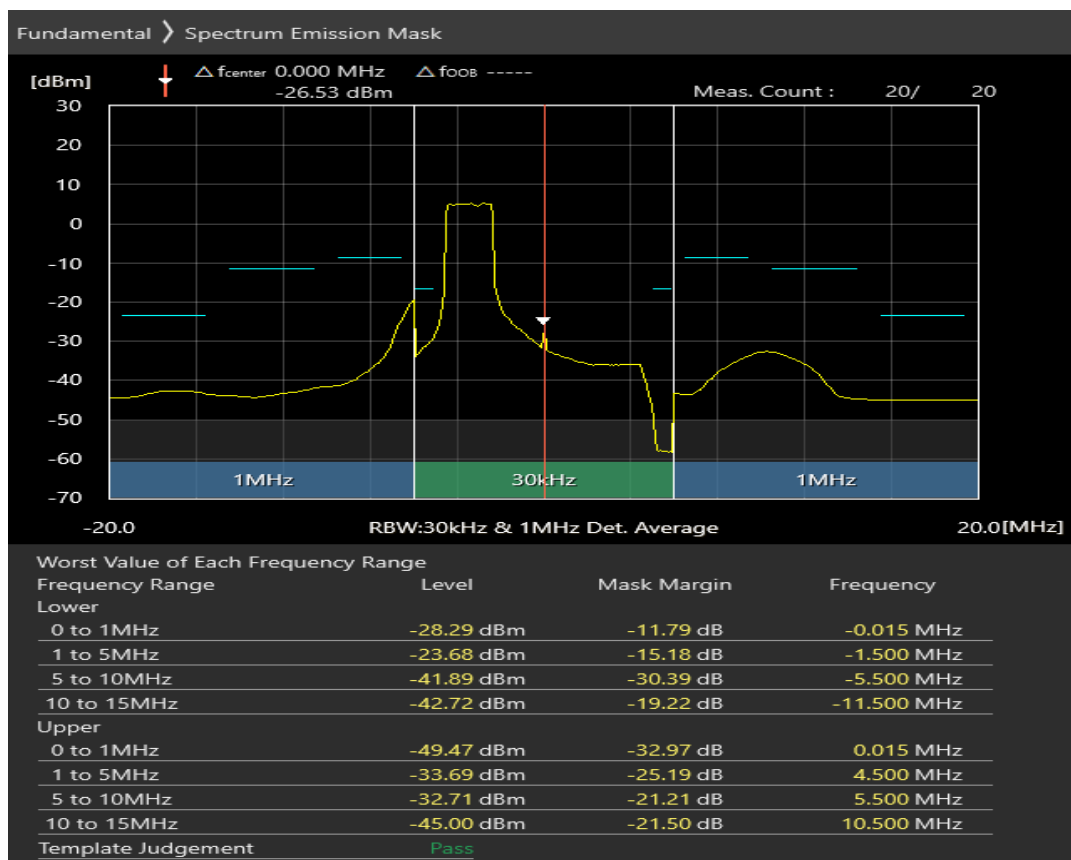 Fundamental 〉 Spectrum Emission Mask
[dBm] △ fcenter 0.000 MHz △ fOOB -----
-26.53 dBm Meas. Count : 20/ 20
30
20
10
0
-10
-20
-30
-40
-50
-60
-70
1MHz 30kHz 1MHz
-20.0 RBW:30kHz & 1MHz Det. Average 20.0[MHz]
Worst Value of Each Frequency Range
Frequency Range Level Mask Margin Frequency
Lower
0 to 1MHz -28.29 dBm -11.79 dB -0.015 MHz
1 to 5MHz -23.68 dBm -15.18 dB -1.500 MHz
5 to 10MHz -41.89 dBm -30.39 dB -5.500 MHz
10 to 15MHz -42.72 dBm -19.22 dB -11.500 MHz
Upper
0 to 1MHz -49.47 dBm -32.97 dB 0.015 MHz
1 to 5MHz -33.69 dBm -25.19 dB 4.500 MHz
5 to 10MHz -32.71 dBm -21.21 dB 5.500 MHz
10 to 15MHz -45.00 dBm -21.50 dB 10.500 MHz
Template Judgement Pass